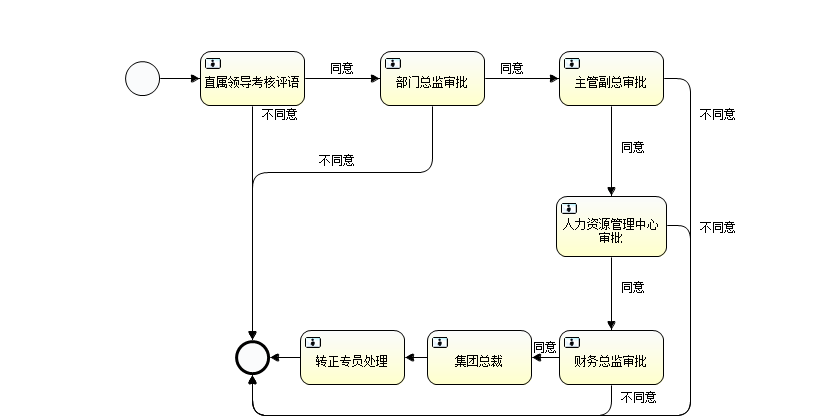 直属领导考核评语
同意
部门总监审批
同意
主管副总审批
不同意
不同意
同意
不同意
人力资源管理中心
审批
不同意
同意
转正专员处理
集团总裁
同意
财务总监审批
不同意